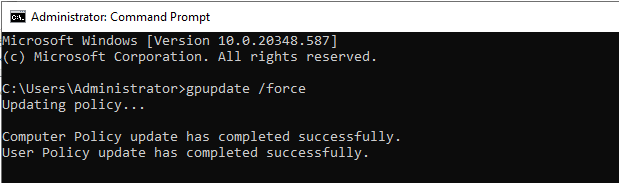 Administrator: Command Prompt
Microsoft Windows [Version 10.0.20348.587]
(c) Microsoft Corporation. All rights reserved.
C:\Users\Administrator>gpupdate /force
Updating policy...
Computer Policy update has completed successfully.
User Policy update has completed successfully.